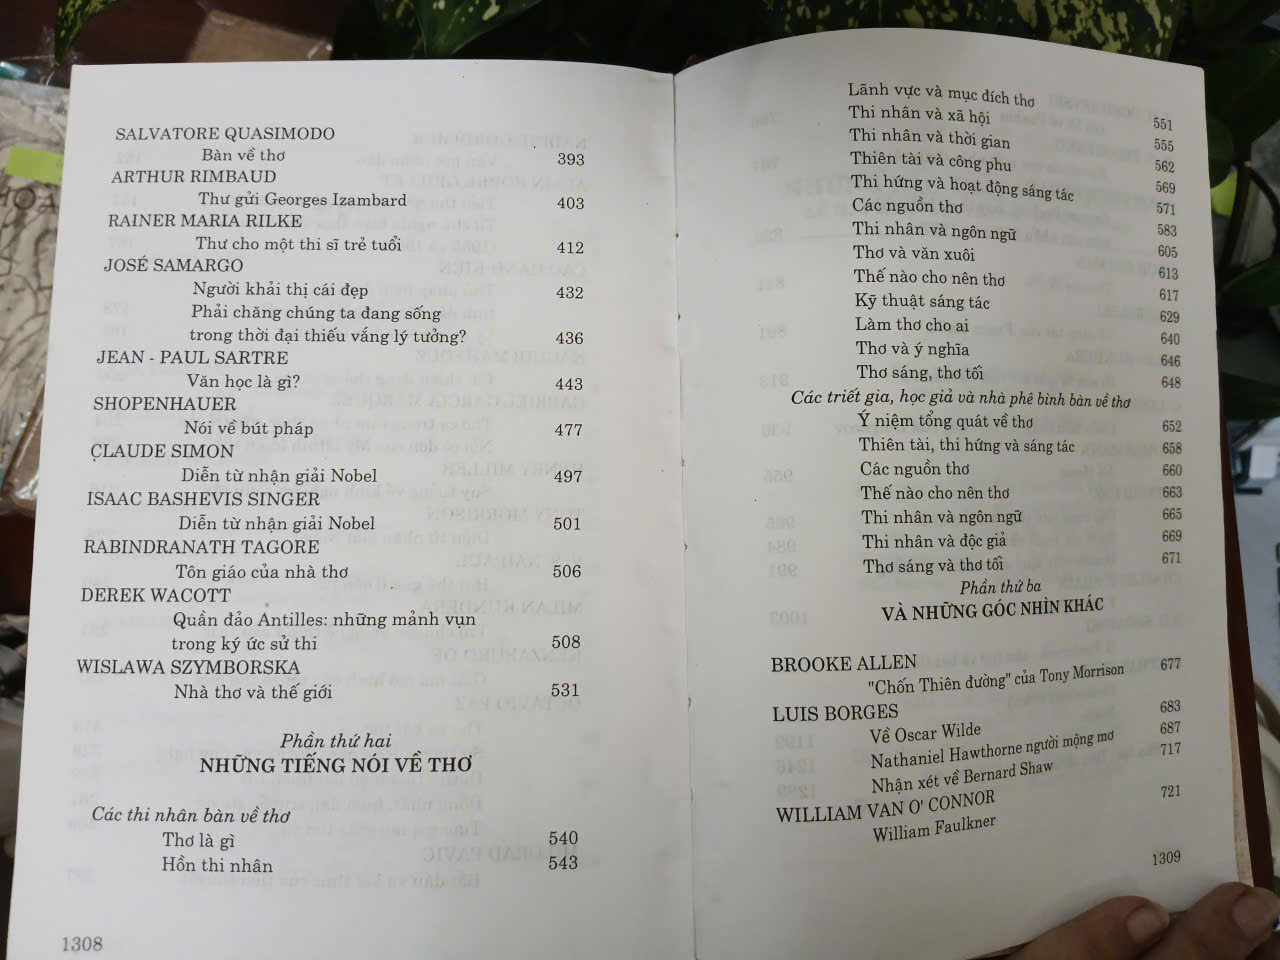 SALVATORE QUASIMODO
Bàn về thơ 393
ARTHUR RIMBAUD
Thư gửi Georges Izambard 403
RAINER MARIA RILKE
Thư cho một thi sĩ trẻ tuổi 412
JOSÉ SAMARGO
Người khải thị cái đẹp 432
Phải chăng chúng ta đang sống
trong thời đại thiếu vắng lý tưởng? 436
JEAN - PAUL SARTRE
Văn học là gì? 443
SHOPENHAUER
Nói về bút pháp 477
CLAUDE SIMON
Diễn từ nhận giải Nobel 497
ISAAC BASHEVIS SINGER
Diễn từ nhận giải Nobel 501
RABINDRANATH TAGORE
Tôn giáo của nhà thơ 506
DEREK WACOTT
Quần đảo Antilles: những mảnh vụn
trong ký ức sử thi 508
WISLAWA SZYMBORSKA
Nhà thơ và thế giới 531
Phần thứ hai
NHỮNG TIẾNG NÓI VỀ THƠ
Các thi nhân bàn về thơ
Thơ là gì 540
Hồn thi nhân 543
1308
Lãnh vực và mục đích thơ 551
Thi nhân và xã hội 555
Thi nhân và thời gian 562
Thiên tài và công phu 569
Thi hứng và hoạt động sáng tác 571
Các nguồn thơ 583
Thi nhân và ngôn ngữ 605
Thơ và văn xuôi 613
Thế nào cho nên thơ 617
Kỹ thuật sáng tác 629
Làm thơ cho ai 640
Thơ và ý nghĩa 646
Thơ sáng, thơ tối 648
Các triết gia, học giả và nhà phê bình bàn về thơ
Ý niệm tổng quát về thơ 652
Thiên tài, thi hứng và sáng tác 658
Các nguồn thơ 660
Thế nào cho nên thơ 663
Thi nhân và ngôn ngữ 665
Thi nhân và độc giả 669
Thơ sáng và thơ tối 671
Phần thứ ba
VÀ NHỮNG GÓC NHÌN KHÁC
BROOKE ALLEN
"Chốn Thiên đường" của Tony Morrison 677
LUIS BORGES
Về Oscar Wilde 683
Nathaniel Hawthorne người mộng mơ 687
Nhận xét về Bernard Shaw 717
WILLIAM VAN O' CONNOR
William Faulkner 721
1309